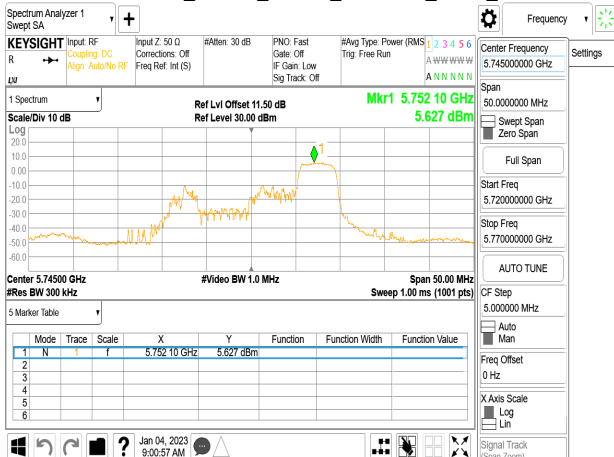 Spectrum Analyzer 1
Swept SA
+
Frequency
KEYSIGHT
R
Input: RF
Coupling: DC
Align: Auto/No RF
Input Z: 50 Ω
Corrections: Off
Freq Ref: Int (S)
#Atten: 30 dB
PNO: Fast
Gate: Off
IF Gain: Low
Sig Track: Off
#Avg Type: Power (RMS
Trig: Free Run
1 2 3 4 5 6
A W W W W W
A N N N N N
Center Frequency
5.745000000 GHz
Settings
Span
50.0000000 MHz
Swept Span
Zero Span
Full Span
Start Freq
5.720000000 GHz
Stop Freq
5.770000000 GHz
AUTO TUNE
CF Step
5.000000 MHz
Auto
Man
Freq Offset
0 Hz
X Axis Scale
Log
Lin
Signal Track
(Span Zoom)
1 Spectrum
Scale/Div 10 dB
Ref Lvl Offset 11.50 dB
Ref Level 30.00 dBm
Mkr1 5.752 10 GHz
5.627 dBm
Log
20.0
10.0
0.00
-10.0
-20.0
-30.0
-40.0
-50.0
-60.0
1
Center 5.74500 GHz
#Res BW 300 kHz
#Video BW 1.0 MHz
Span 50.00 MHz
Sweep 1.00 ms (1001 pts)
5 Marker Table
Mode Trace Scale X Y Function Function Width Function Value
1 N 1 f 5.752 10 GHz 5.627 dBm
2
3
4
5
6
?
Jan 04, 2023
9:00:57 AM